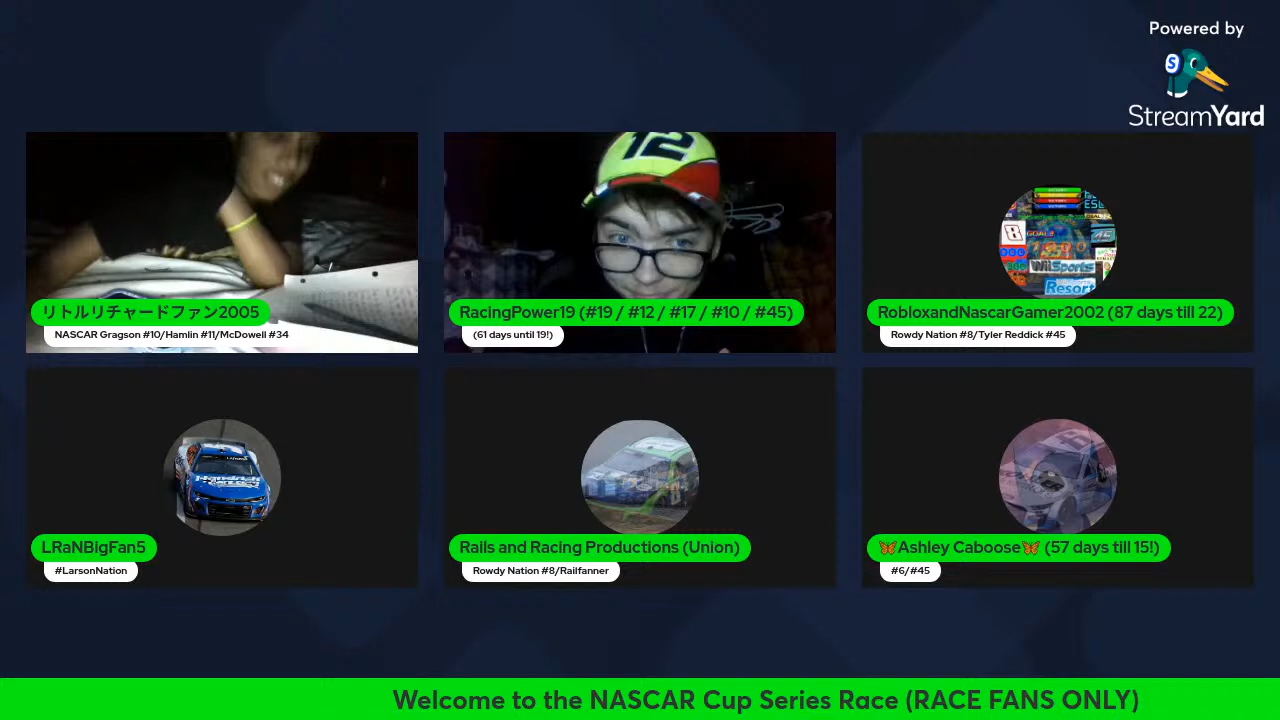 Powered by
StreamYard
12
リトルリチャードファン2005
NASCAR Gragson #10/Hamlin #11/McDowell #34
RacingPower19 (#19 / #12 / #17 / #10 / #45)
(61 days until 19!)
RobloxandNascarGamer2002 (87 days till 22)
Rowdy Nation #8/Tyler Reddick #45
LRaNBigFan5
#LarsonNation
Rails and Racing Productions (Union)
Rowdy Nation #8/Railfanner
🦋Ashley Caboose🦋 (57 days till 15!)
#6/#45
Welcome to the NASCAR Cup Series Race (RACE FANS ONLY)